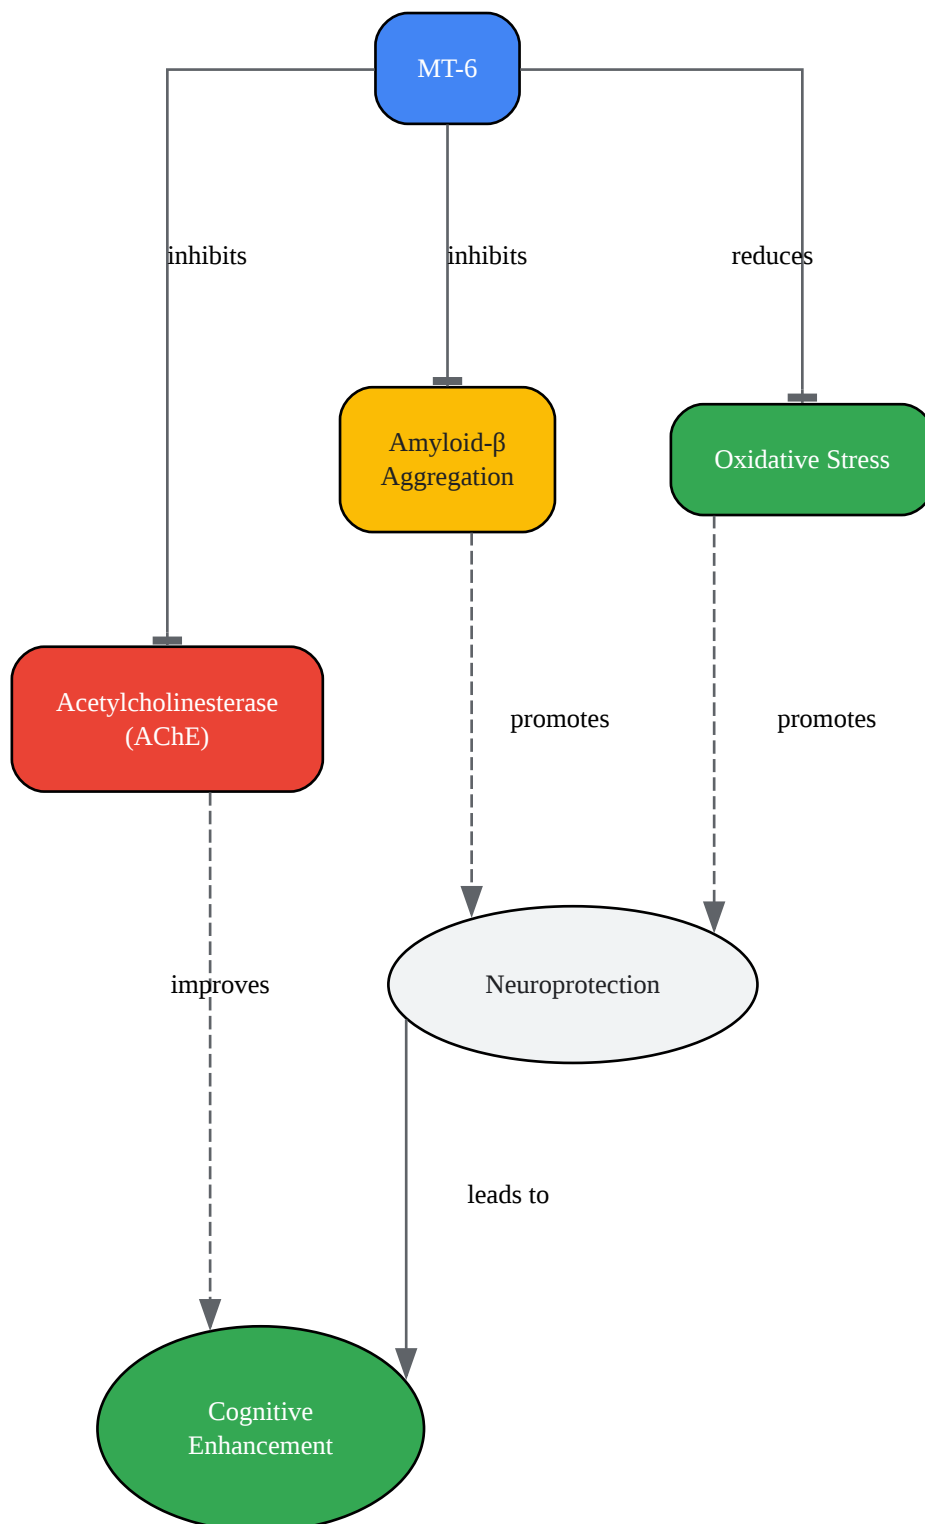 MT-6
inhibits
inhibits
reduces
Amyloid-β
Aggregation
Oxidative Stress
Acetylcholinesterase
(AChE)
promotes
promotes
improves
Neuroprotection
leads to
Cognitive
Enhancement